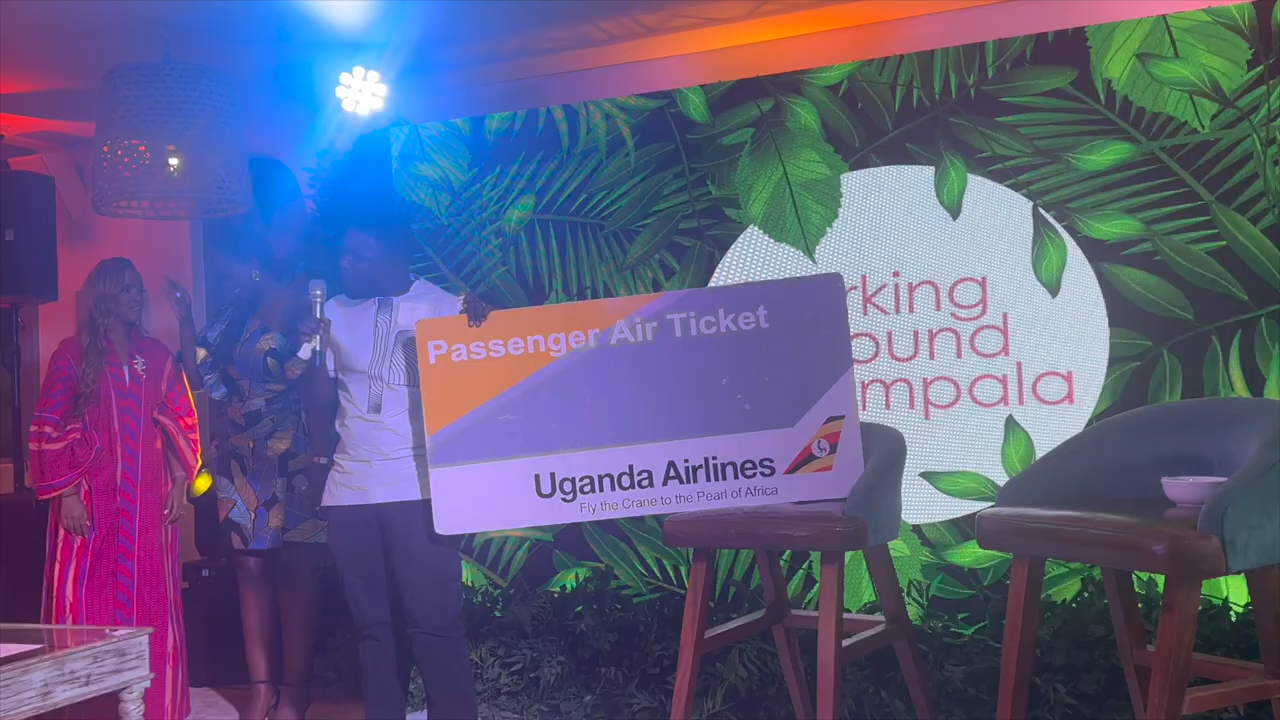 Passenger Air Ticket
Uganda Airlines
Fly the Crane to the Pearl of Africa
rking
ound
mpala